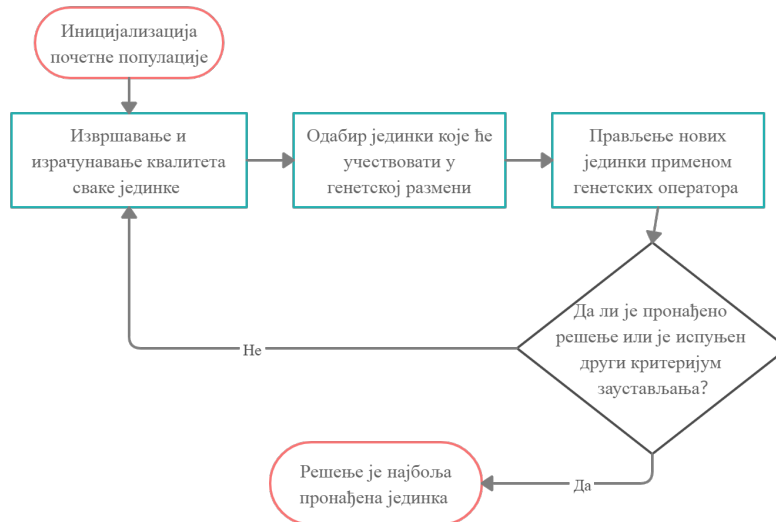 Иницијализација
почетне популације
Извршавање и
израчунавање квалитета
сваке јединке
Одабир јединки које ће
учествовати у
генетској размени
Прављење нових
јединки применом
генетских оператора
Да ли је пронађено
решење или је испуњен
други критеријум
заустављања?
Не
Да
Решење је најбоља
пронађена јединка